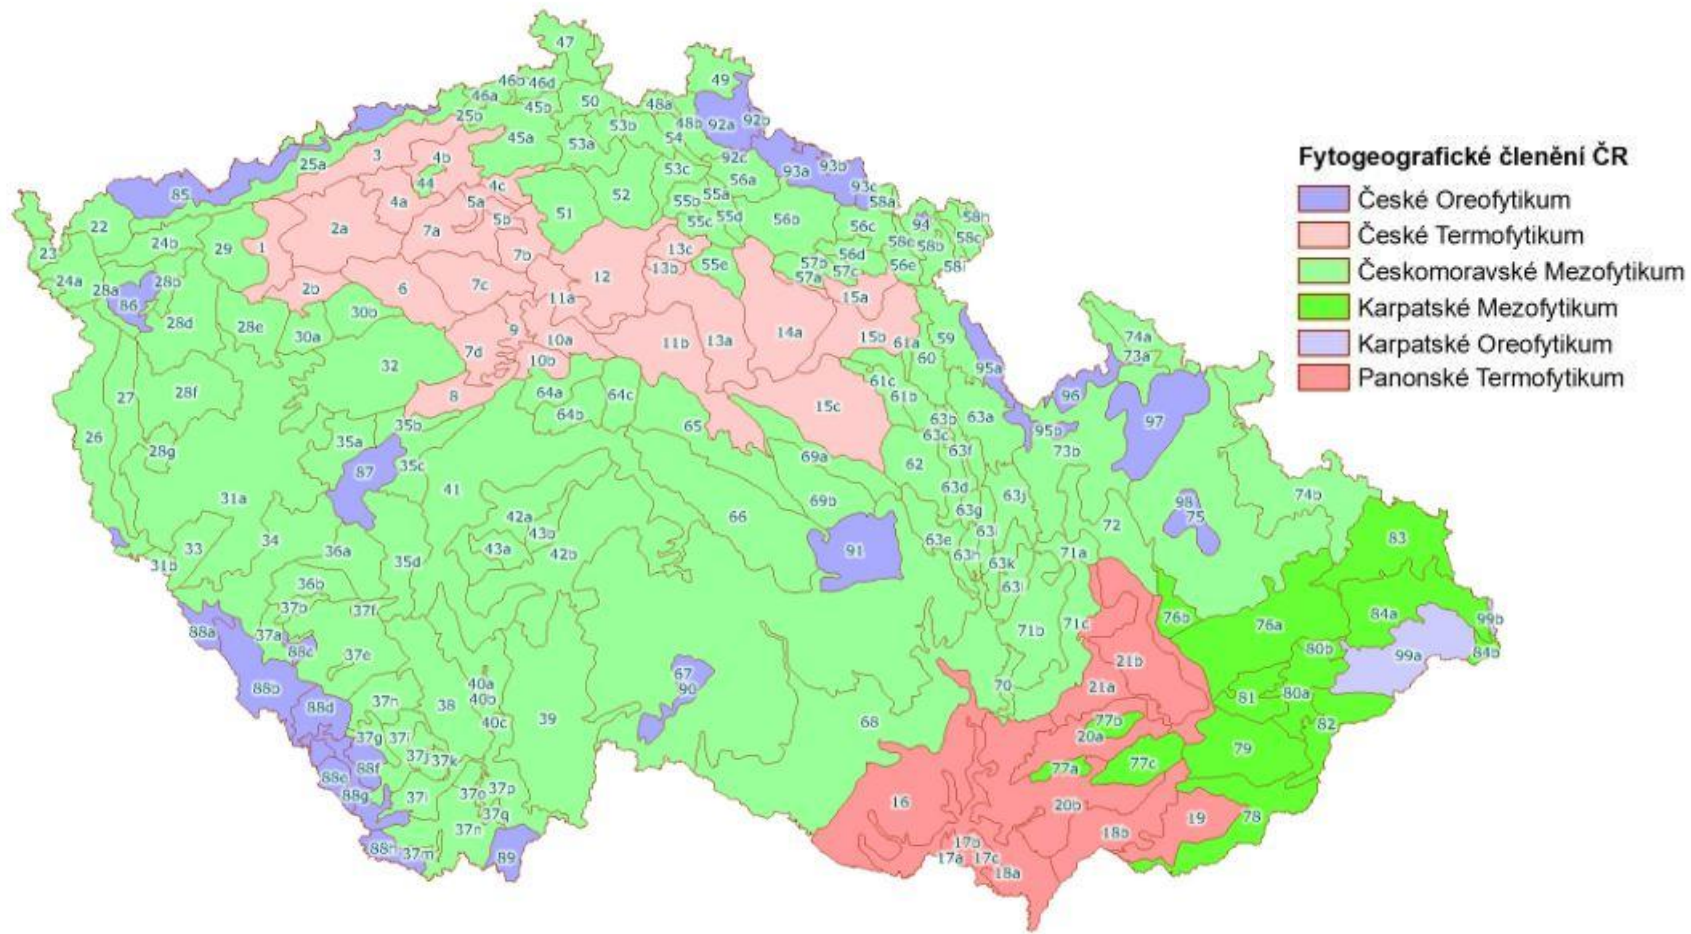 47
49
46b 46d
46a
45b
50
48a
25b
53b
48b
92a
92b
3
4b
45a
53a
54
25a
92c
93b
44
4c
53c
56a
93a
85
52
93c
4a
5a
51
55b
55a
58a
22
2a
7a
5b
55c
55d
56b
56c
94
58h
24b
29
1
58e
58b
58c
23
7b
13c
56d
24a
28a
28b
12
13b
55e
57b
57c
56e
58i
86
2b
6
7c
11a
57a
15a
28d
28e
30b
30a
9
10a
11b
13a
14a
15b
61a
59
74a
7d
10b
60
73a
32
95a
27
28f
8
64a
64c
61c
61b
96
64b
15c
97
26
35b
65
63b
63a
35a
63c
95b
28g
87
35c
69a
62
63f
73b
41
63d
63j
31a
69b
74b
42a
66
63g
98
75
43b
63i
72
33
34
36a
43a
42b
63e
91
63h
71a
83
31b
35d
63k
36b
63l
37b
37f
71b
71c
76b
76a
84a
99b
88a
37a
88c
37e
80b
99a
84b
67
21b
88b
40a
90
70
21a
81
80a
88d
37h
38
40b
40c
39
68
77b
82
37g
37i
20a
79
37j
37k
77a
77c
88e
88f
88g
37l
37o
37p
16
20b
19
78
37q
18b
37n
17b
88h
37m
89
17a
17c
18a
Fytogeografické členění ČR
České Oreofytikum
České Termofytikum
Českomoravské Mezofytikum
Karpatské Mezofytikum
Karpatské Oreofytikum
Panonské Termofytikum